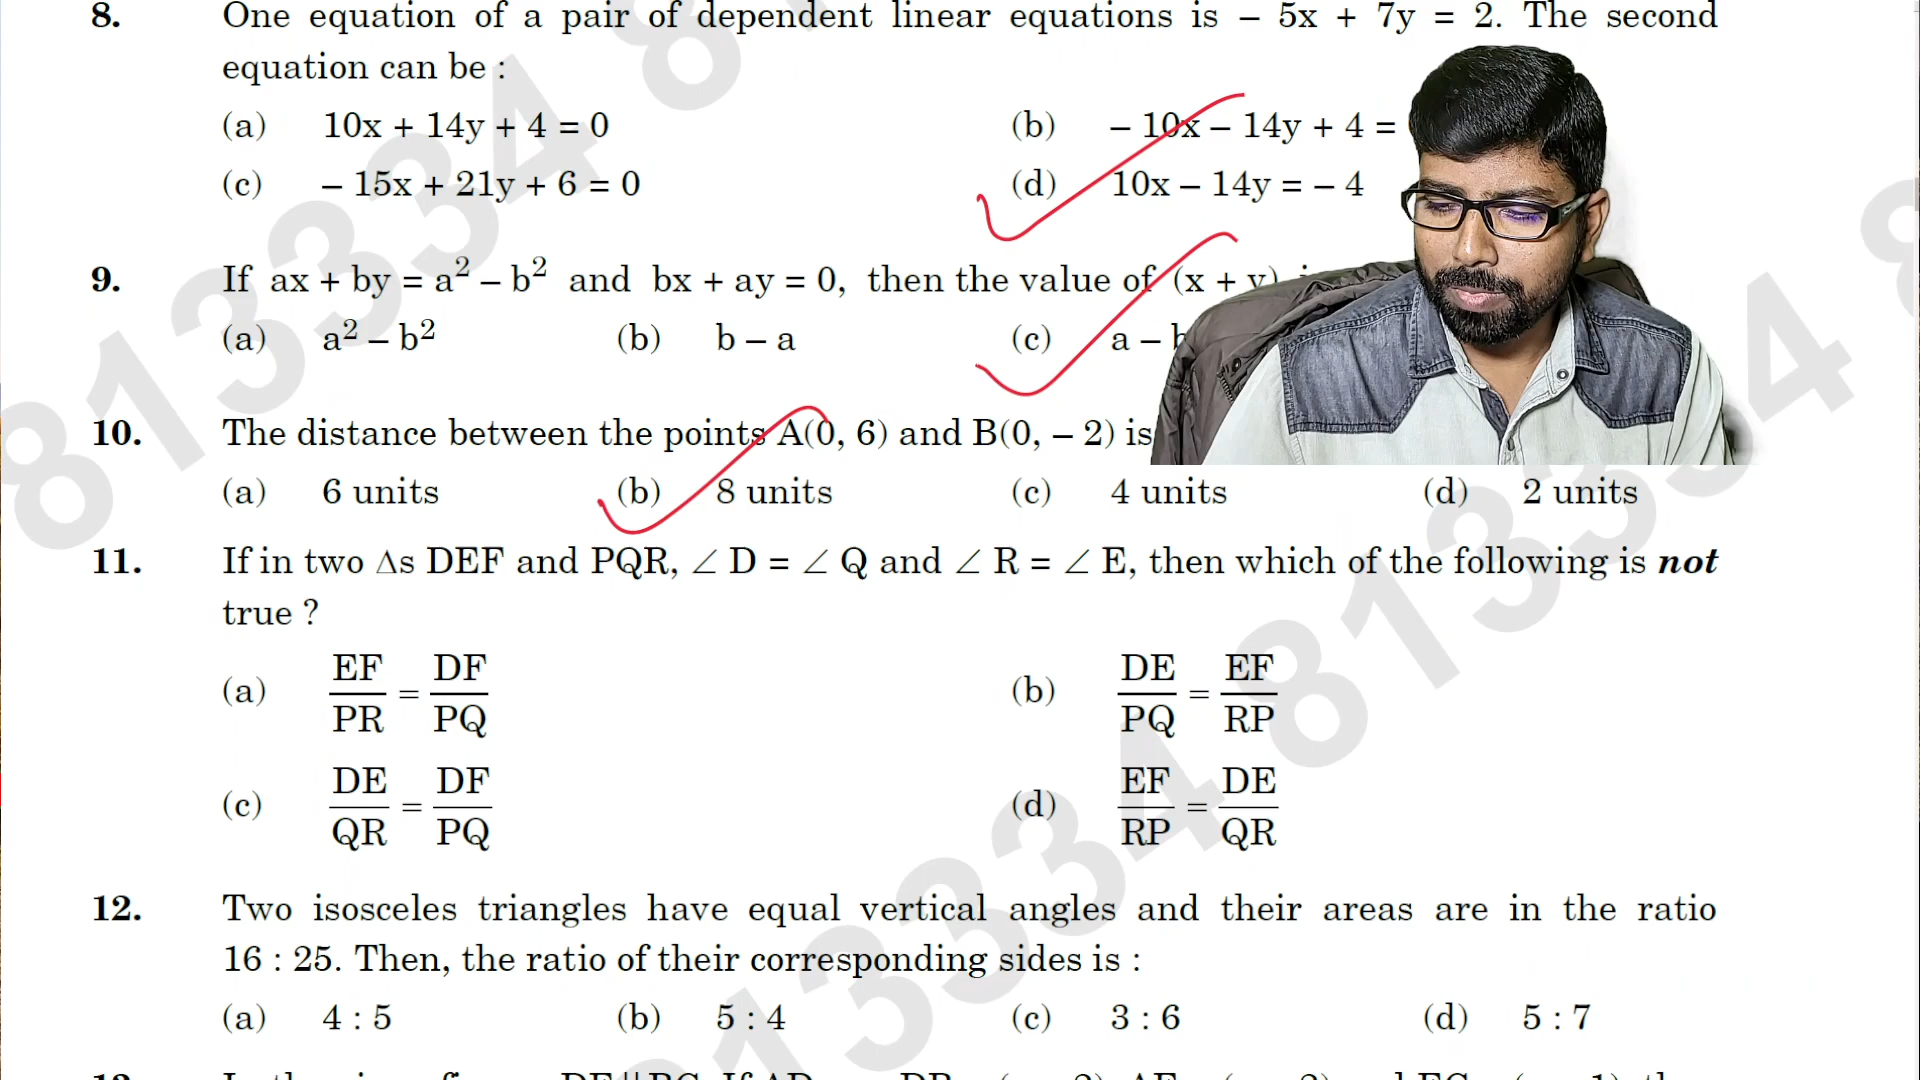 8. One equation of a pair of dependent linear equations is – 5x + 7y = 2. The second
equation can be :
(a) 10x + 14y + 4 = 0 (b) – 10x – 14y + 4 =
(c) – 15x + 21y + 6 = 0 (d) 10x – 14y = – 4
9. If ax + by = a² – b² and bx + ay = 0, then the value of (x + y)
(a) a² – b² (b) b – a (c) a –
10. The distance between the points A(0, 6) and B(0, – 2) is
(a) 6 units (b) 8 units (c) 4 units (d) 2 units
11. If in two Δs DEF and PQR, ∠ D = ∠ Q and ∠ R = ∠ E, then which of the following is not
true ?
(a) EF/PR = DF/PQ (b) DE/PQ = EF/RP
(c) DE/QR = DF/PQ (d) EF/RP = DE/QR
12. Two isosceles triangles have equal vertical angles and their areas are in the ratio
16 : 25. Then, the ratio of their corresponding sides is :
(a) 4 : 5 (b) 5 : 4 (c) 3 : 6 (d) 5 : 7
81334 81334 81334